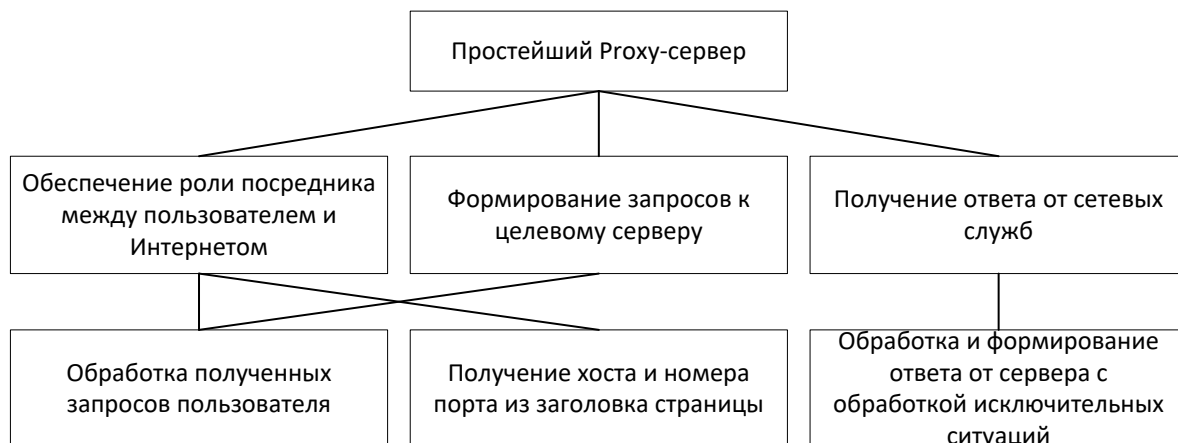 Простейший Proxy-сервер
Обеспечение роли посредника
между пользователем и
Интернетом
Формирование запросов к
целевому серверу
Получение ответа от сетевых
служб
Обработка полученных
запросов пользователя
Получение хоста и номера
порта из заголовка страницы
Обработка и формирование
ответа от сервера с
обработкой исключительных
ситуаций